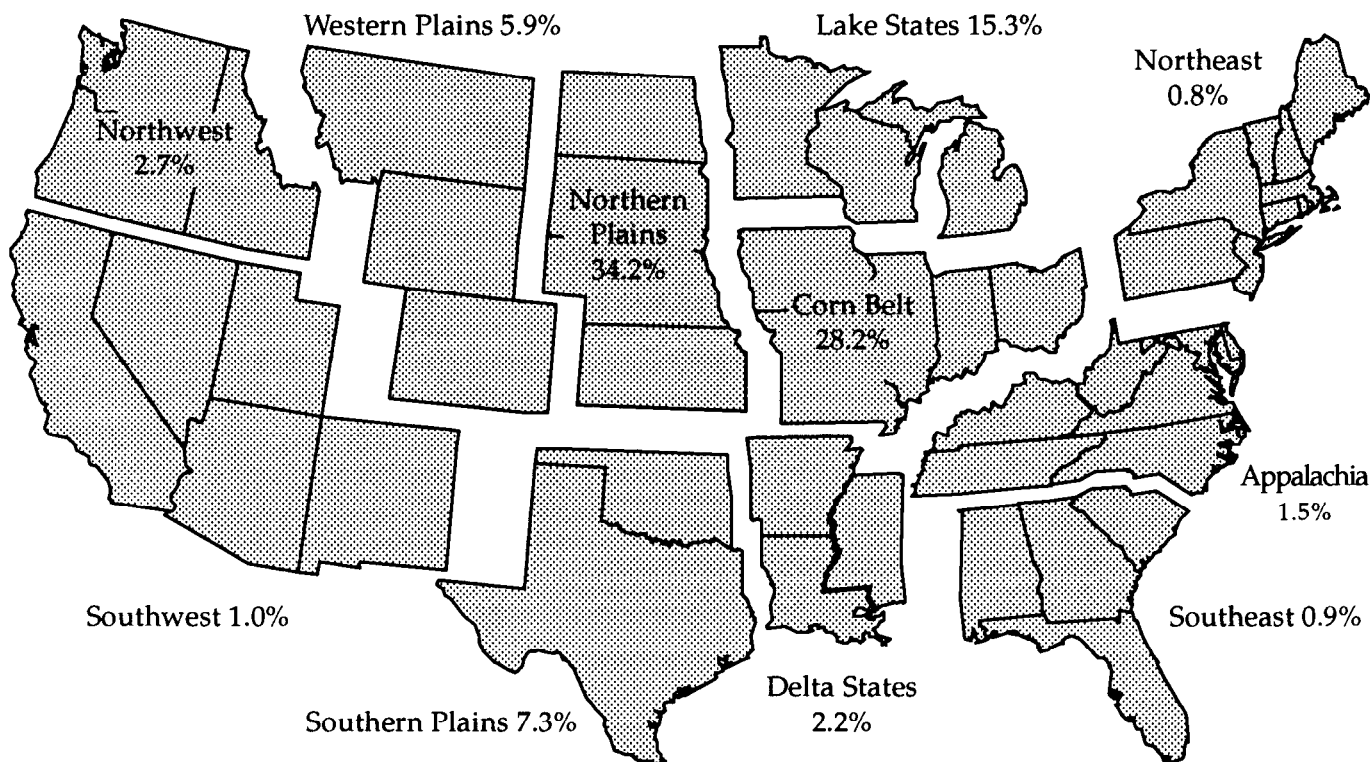 Western Plains 5.9%
Lake States 15.3%
Northeast
0.8%
Northwest
2.7%
Northern
Plains
34.2%
Corn Belt
28.2%
Appalachia
1.5%
Southwest 1.0%
Southeast 0.9%
Delta States
2.2%
Southern Plains 7.3%